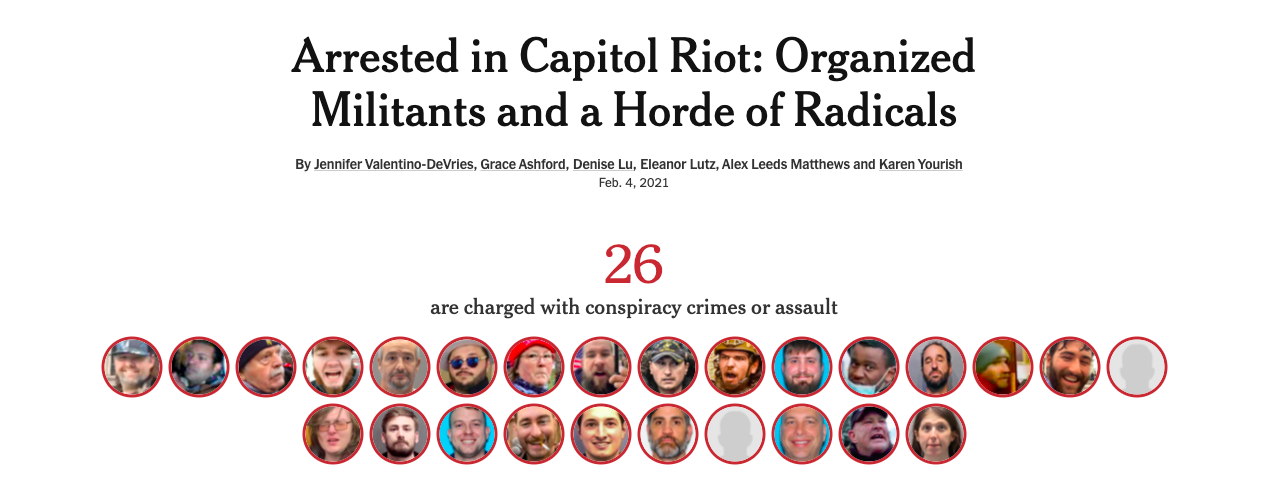 Arrested in Capitol Riot: Organized
Militants and a Horde of Radicals
By Jennifer Valentino-DeVries, Grace Ashford, Denise Lu, Eleanor Lutz, Alex Leeds Matthews and Karen Yourish
Feb. 4, 2021
26
are charged with conspiracy crimes or assault